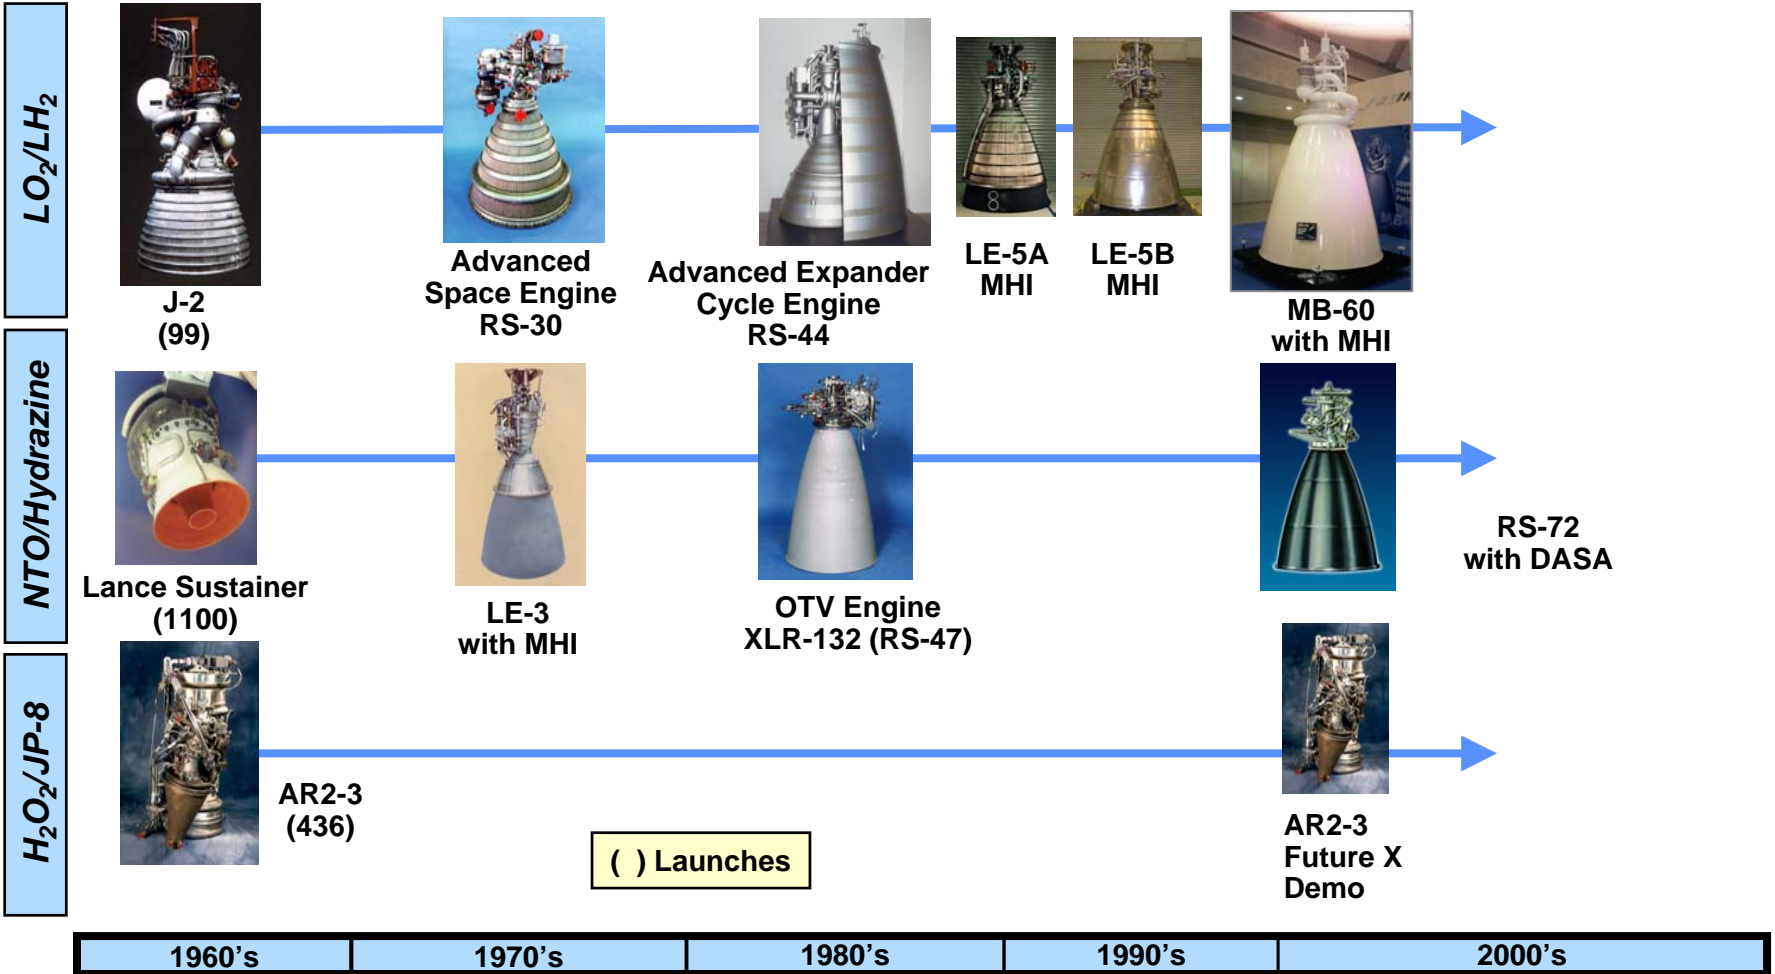 LO2/LH2
J-2
(99)
Advanced
Space Engine
RS-30
Advanced Expander
Cycle Engine
RS-44
LE-5A
MHI
LE-5B
MHI
MB-60
with MHI
NTO/Hydrazine
Lance Sustainer
(1100)
LE-3
with MHI
OTV Engine
XLR-132 (RS-47)
RS-72
with DASA
H2O2/JP-8
AR2-3
(436)
AR2-3
Future X
Demo
( ) Launches
1960's
1970's
1980's
1990's
2000's
8